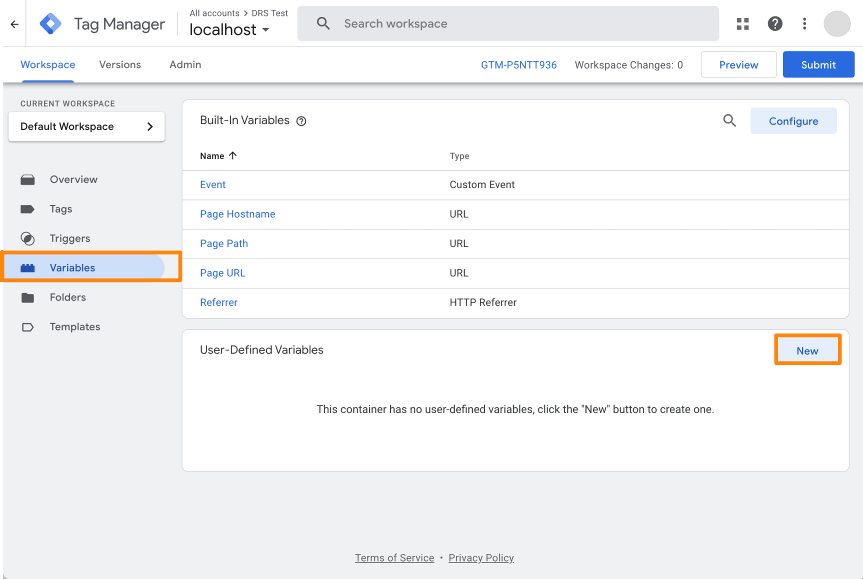 Tag Manager
All accounts > DRS Test
localhost
Search workspace
Workspace Versions Admin
GTM-P5NTT936 Workspace Changes: 0 Preview Submit
CURRENT WORKSPACE
Default Workspace
Overview
Tags
Triggers
Variables
Folders
Templates
Built-In Variables
Configure
Name Type
Event Custom Event
Page Hostname URL
Page Path URL
Page URL URL
Referrer HTTP Referrer
User-Defined Variables
New
This container has no user-defined variables, click the "New" button to create one.
Terms of Service · Privacy Policy